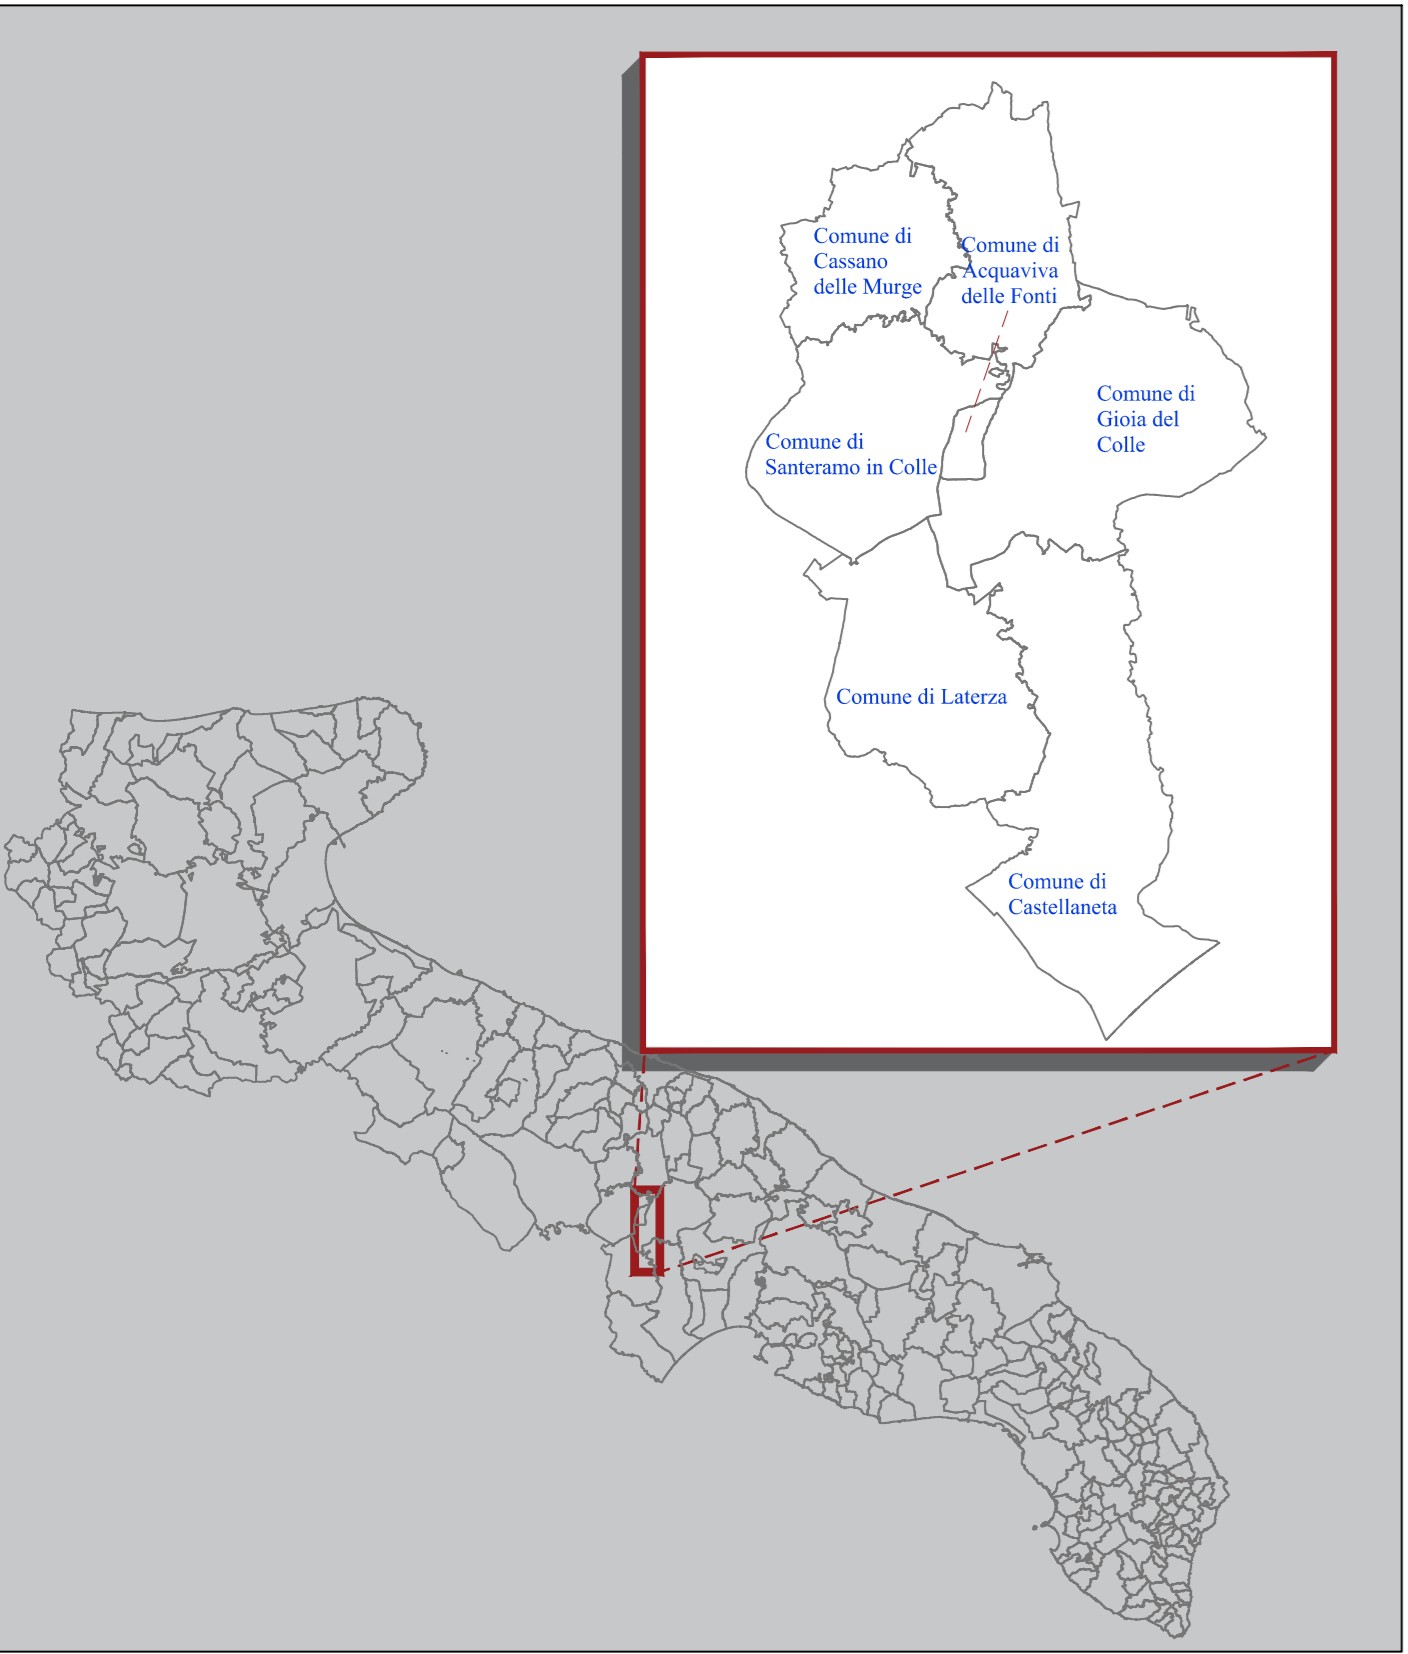 Comune di
Cassano
delle Murge
Comune di
Acquaviva
delle Fonti
Comune di
Gioia del
Colle
Comune di
Santeramo in Colle
Comune di Laterza
Comune di
Castellaneta